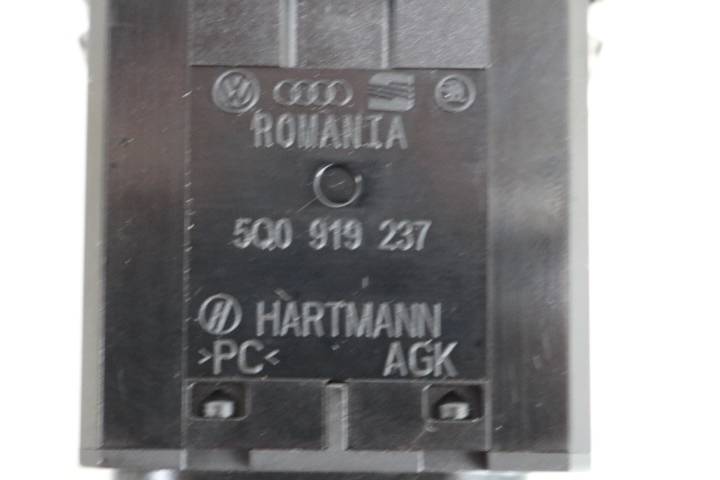 ROMANIA
5Q0 919 237
HARTMANN
>PC< AGK